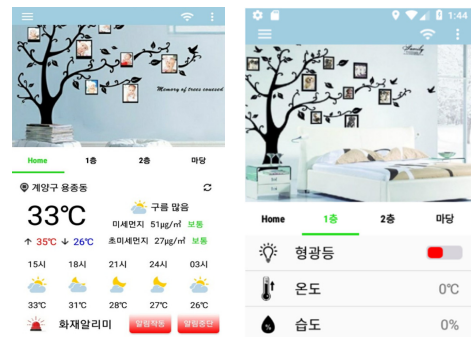 Memory of trees covered
Home 1층 2층 마당
계양구 용종동
33℃
구름 많음
미세먼지 51µg/㎥ 보통
초미세먼지 27µg/㎥ 보통
↑ 35℃ ↓ 26℃
15시 18시 21시 24시 03시
33℃ 31℃ 28℃ 27℃ 26℃
화재알리미 알림작동 알림중단
1:44
Home 1층 2층 마당
형광등
온도 0℃
습도 0%